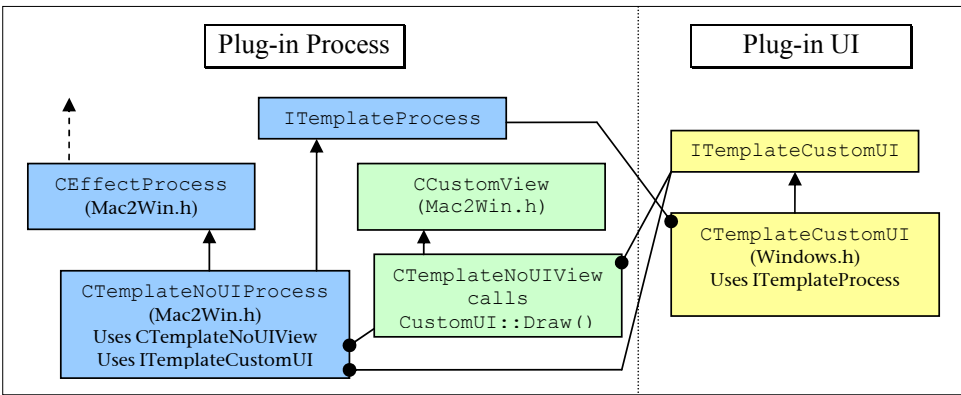 Plug-in Process
Plug-in UI
ITemplateProcess
ITemplateCustomUI
CEffectProcess
(Mac2Win.h)
CCustomView
(Mac2Win.h)
CTemplateCustomUI
(Windows.h)
Uses ITemplateProcess
CTemplateNoUIProcess
(Mac2Win.h)
Uses CTemplateNoUIView
Uses ITemplateCustomUI
CTemplateNoUIView
calls
CustomUI::Draw()